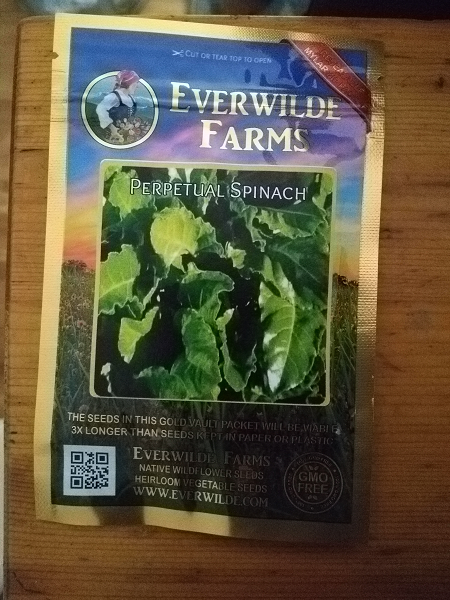 CUT OR TEAR TOP TO OPEN
MYLAR
EVERWILDE
FARMS
PERPETUAL SPINACH
THE SEEDS IN THIS GOLD VAULT PACKET WILL BE VIABLE
3X LONGER THAN SEEDS KEPT IN PAPER OR PLASTIC
EVERWILDE FARMS
NATIVE WILDFLOWER SEEDS
HEIRLOOM VEGETABLE SEEDS
WWW.EVERWILDE.COM
GMO
FREE